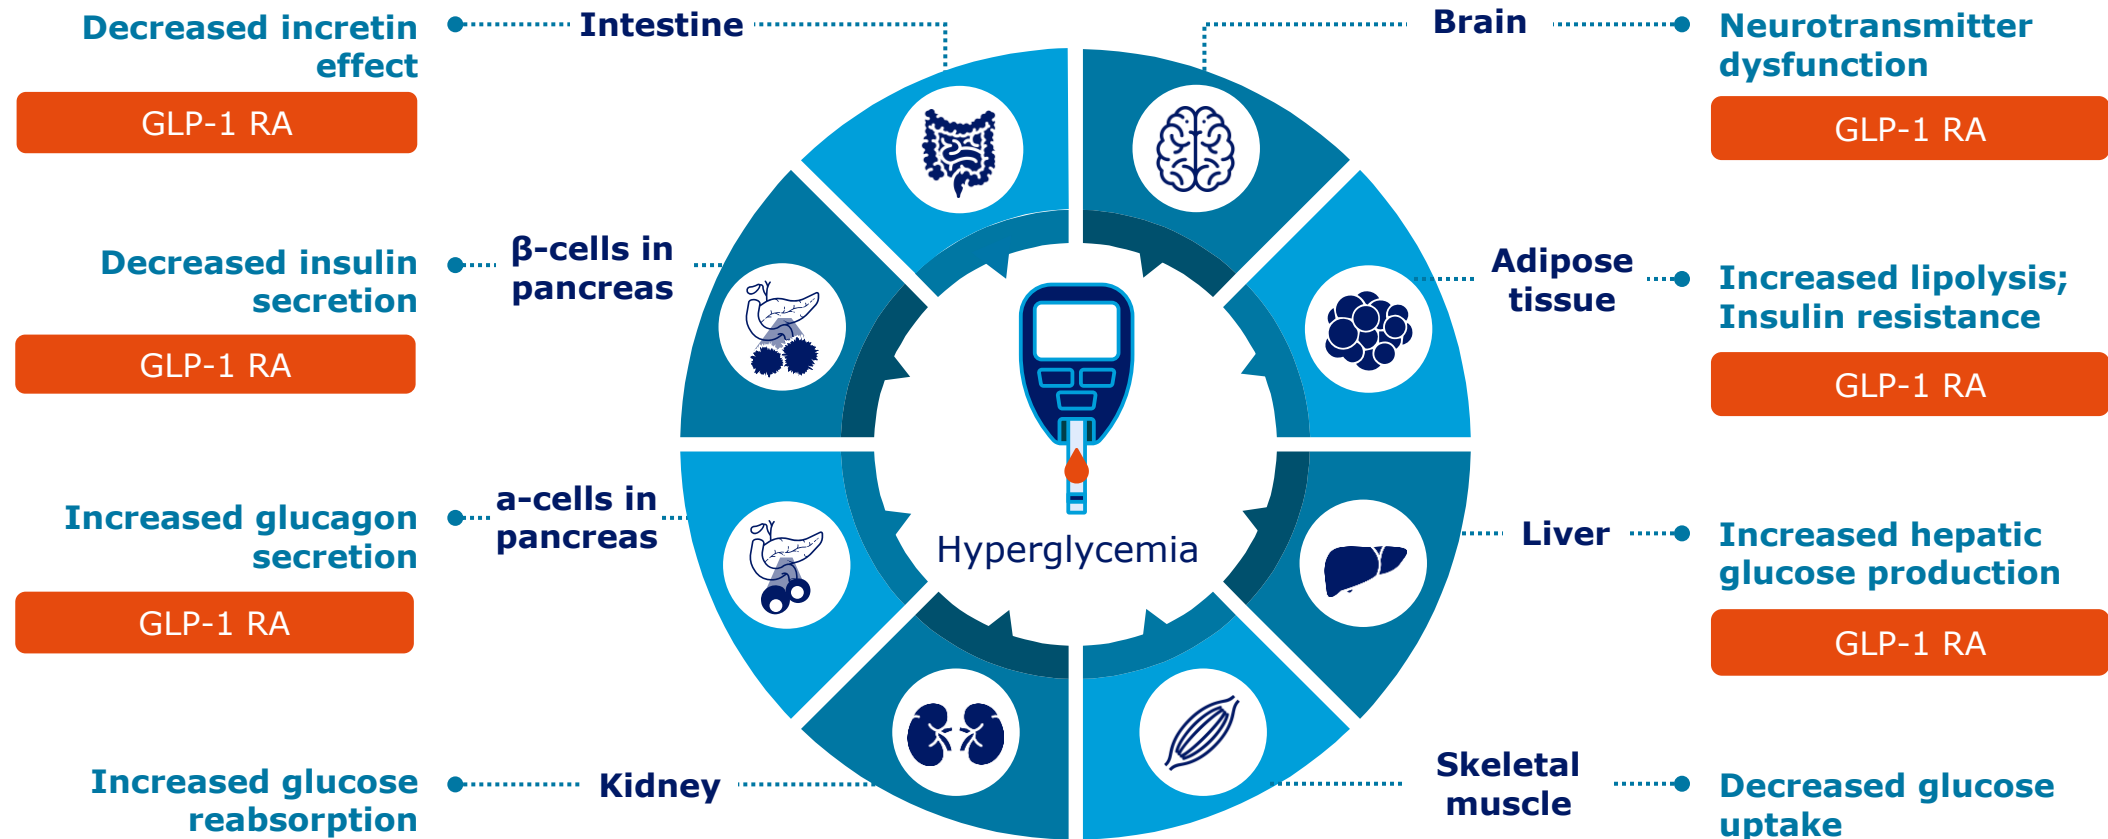 Decreased incretin
effect
GLP-1 RA
Intestine
Brain
Neurotransmitter
dysfunction
GLP-1 RA
Decreased insulin
secretion
GLP-1 RA
β-cells in
pancreas
Adipose
tissue
Increased lipolysis;
Insulin resistance
GLP-1 RA
Increased glucagon
secretion
GLP-1 RA
a-cells in
pancreas
Hyperglycemia
Liver
Increased hepatic
glucose production
GLP-1 RA
Increased glucose
reabsorption
Kidney
Skeletal
muscle
Decreased glucose
uptake